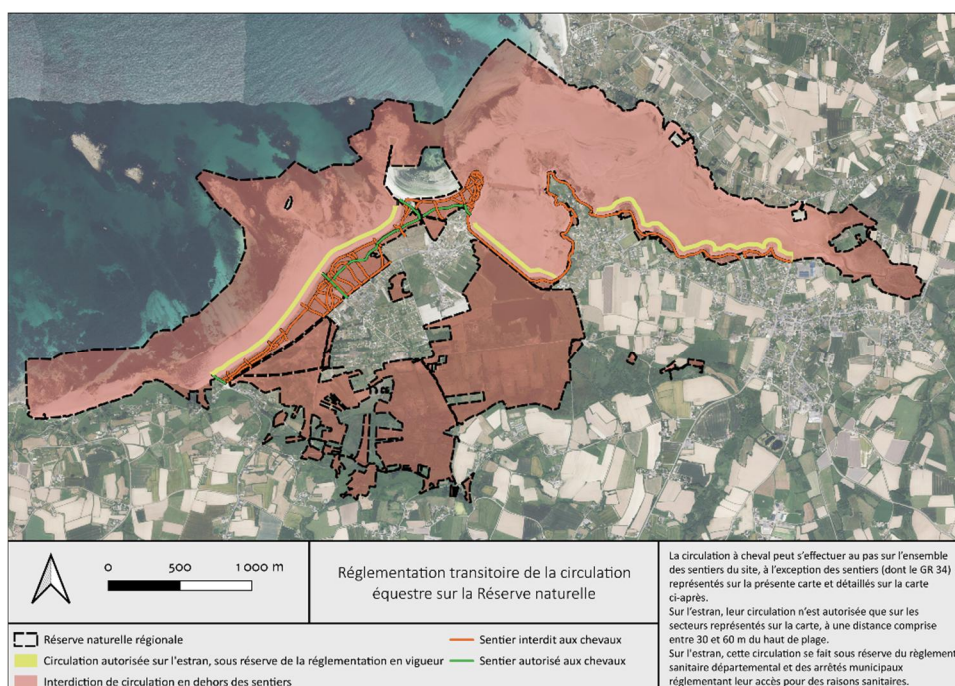 0 500 1 000 m
Réglementation transitoire de la circulation
équestre sur la Réserve naturelle
Réserve naturelle régionale
Circulation autorisée sur l'estran, sous réserve de la réglementation en vigueur
Interdiction de circulation en dehors des sentiers
Sentier interdit aux chevaux
Sentier autorisé aux chevaux
La circulation à cheval peut s'effectuer au pas sur l'ensemble
des sentiers du site, à l'exception des sentiers (dont le GR 34)
représentés sur la présente carte et détaillés sur la carte
ci-après.
Sur l'estran, leur circulation n'est autorisée que sur les
secteurs représentés sur la carte, à une distance comprise
entre 30 et 60 m du haut de plage.
Sur l'estran, cette circulation se fait sous réserve du règlement
sanitaire départemental et des arrêtés municipaux
réglementant leur accès pour des raisons sanitaires.